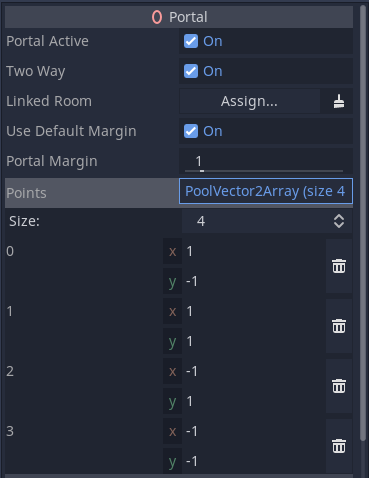 Portal
Portal Active On
Two Way On
Linked Room Assign...
Use Default Margin On
Portal Margin 1
Points PoolVector2Array (size 4
Size: 4
0 x 1
y -1
1 x 1
y 1
2 x -1
y 1
3 x -1
y -1